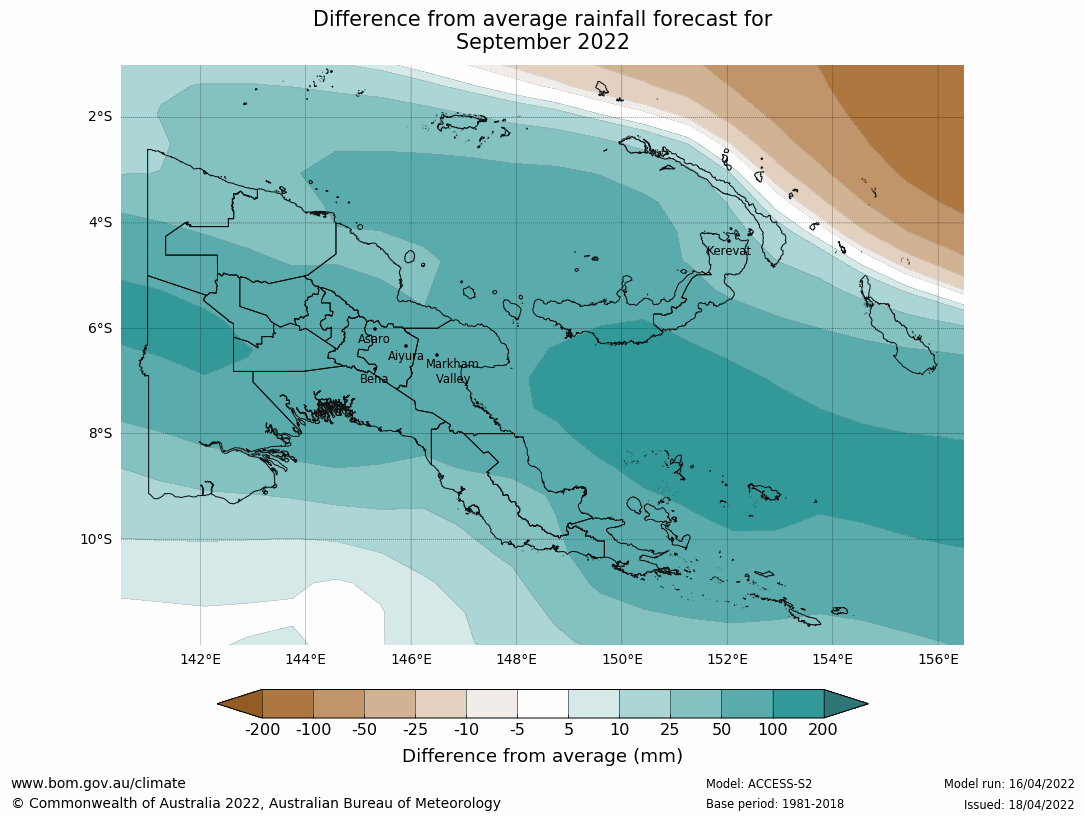 Difference from average rainfall forecast for
September 2022
2°S
4°S
6°S
8°S
10°S
Kerevat
Asaro
Aiyura
Markham
Valley
Bena
142°E 144°E 146°E 148°E 150°E 152°E 154°E 156°E
-200 -100 -50 -25 -10 -5 5 10 25 50 100 200
Difference from average (mm)
www.bom.gov.au/climate
© Commonwealth of Australia 2022, Australian Bureau of Meteorology
Model: ACCESS-S2
Base period: 1981-2018
Model run: 16/04/2022
Issued: 18/04/2022